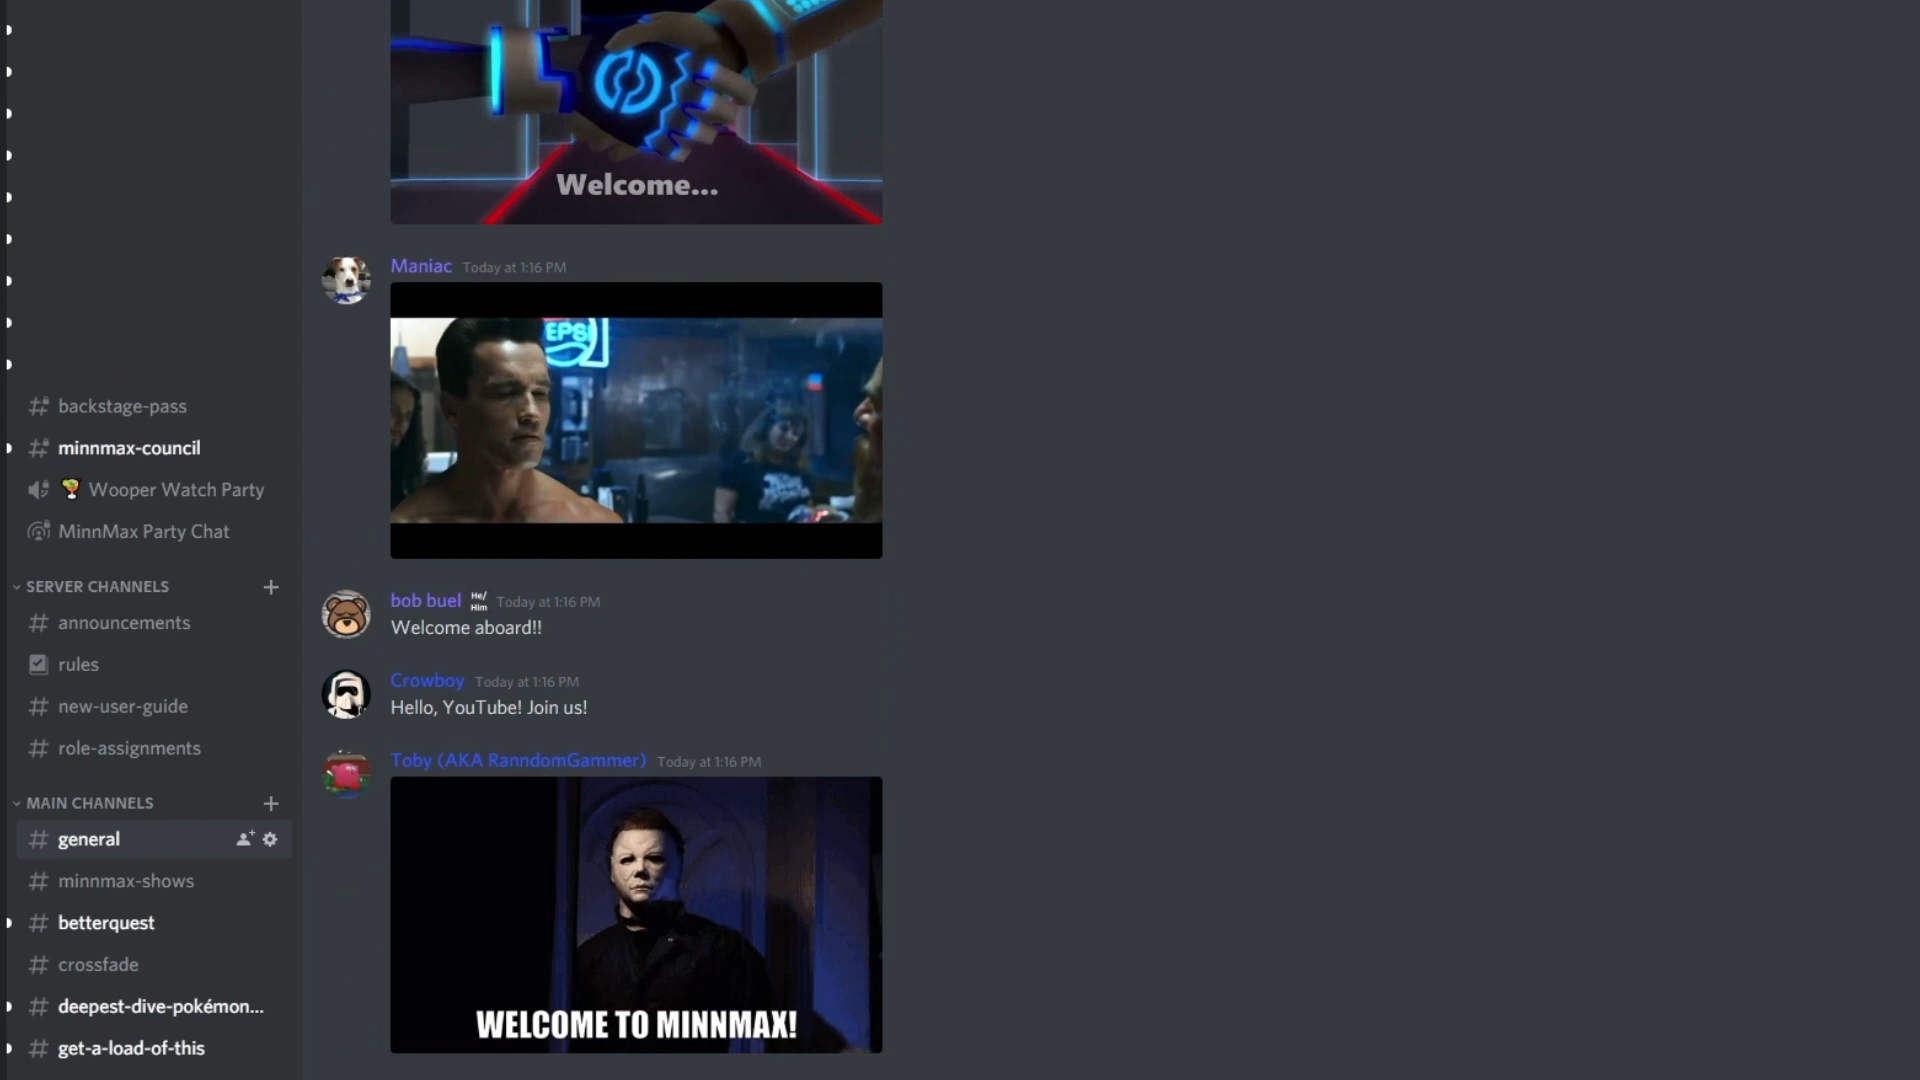 backstage-pass
minnmax-council
Wooper Watch Party
MinnMax Party Chat
SERVER CHANNELS
announcements
rules
new-user-guide
role-assignments
MAIN CHANNELS
general
minnmax-shows
betterquest
crossfade
deepest-dive-pokémon...
get-a-load-of-this
Welcome...
Maniac Today at 1:16 PM
EPSI
bob buel He/Him Today at 1:16 PM
Welcome aboard!!
Crowboy Today at 1:16 PM
Hello, YouTube! Join us!
Toby (AKA RanndomGammer) Today at 1:16 PM
WELCOME TO MINNMAX!